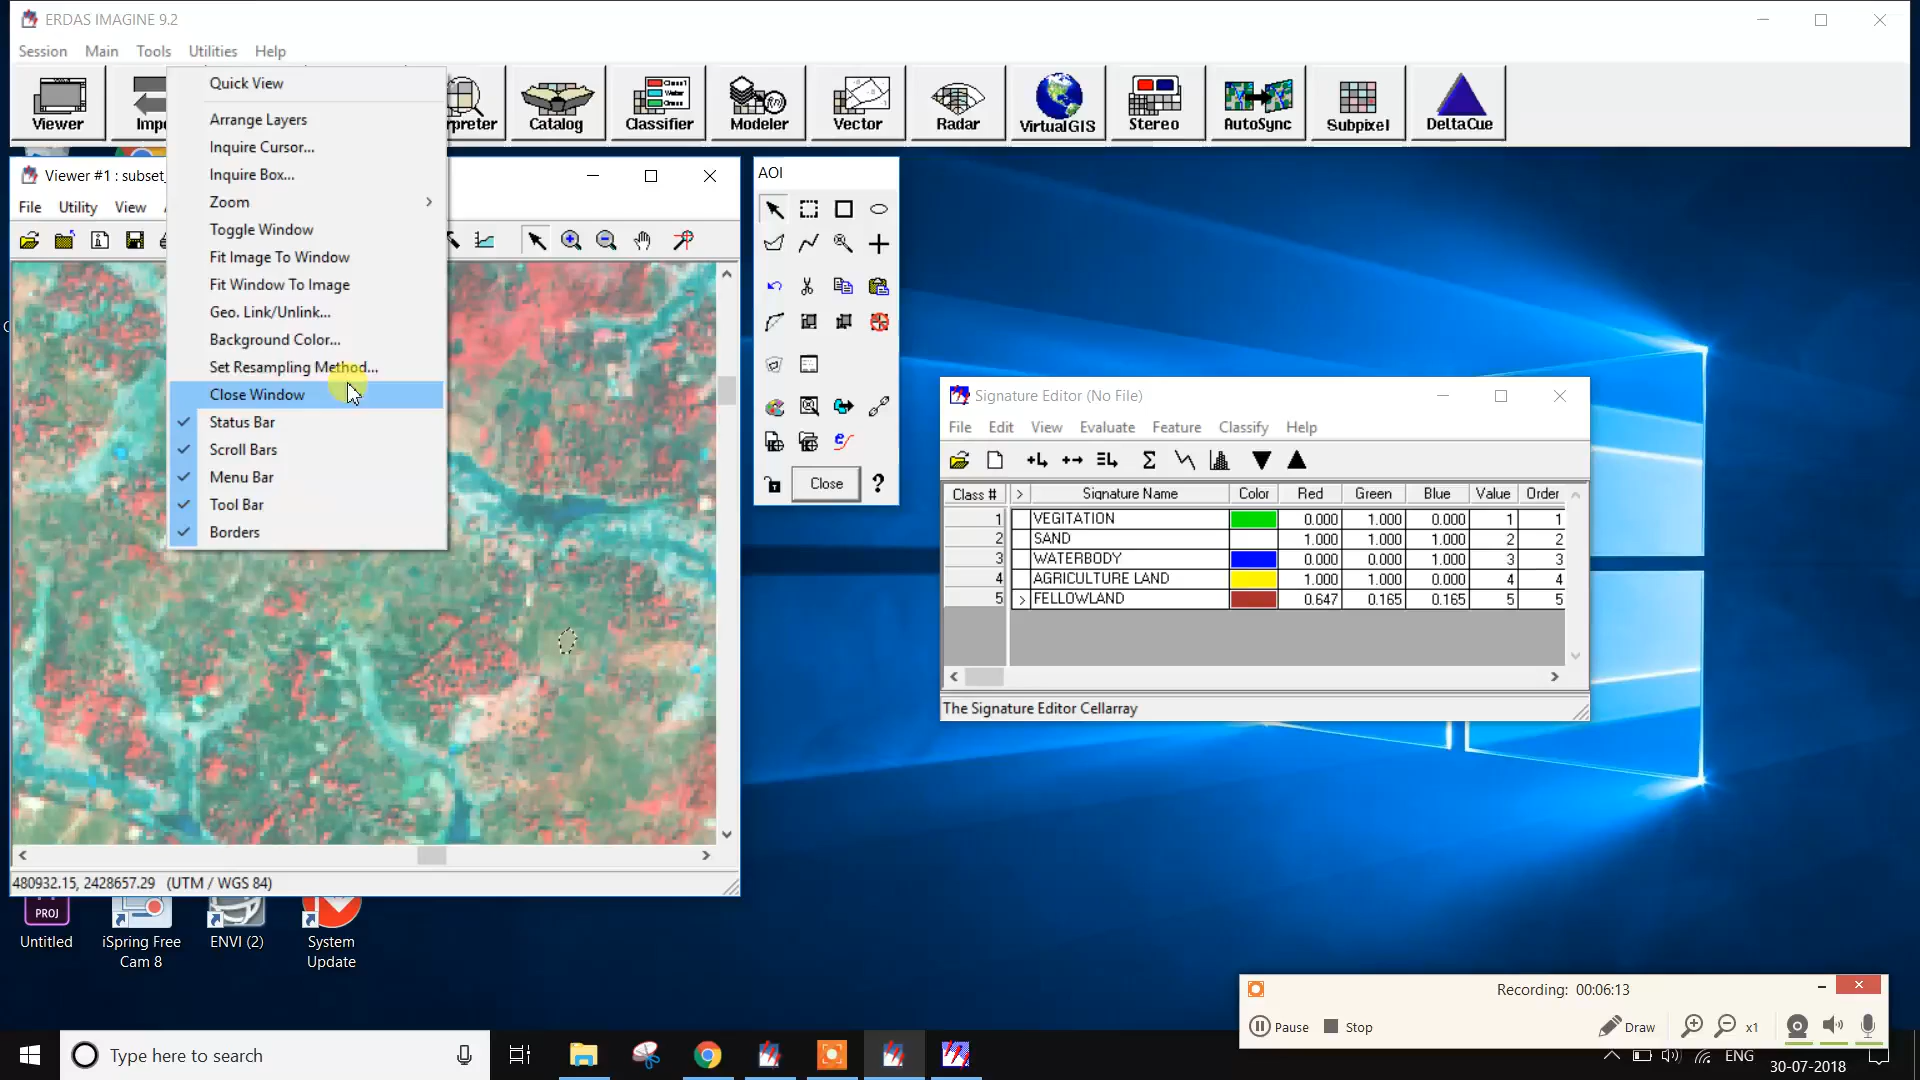 ERDAS IMAGINE 9.2
Session Main Tools Utilities Help
Viewer Impo rpreter Catalog Classifier Modeler Vector Radar VirtualGIS Stereo AutoSync Subpixel DeltaCue
Quick View
Arrange Layers
Inquire Cursor...
Inquire Box...
Zoom
Toggle Window
Fit Image To Window
Fit Window To Image
Geo. Link/Unlink...
Background Color...
Set Resampling Method...
Close Window
Status Bar
Scroll Bars
Menu Bar
Tool Bar
Borders
Viewer #1 : subset_
File Utility View
480932.15, 2428657.29 (UTM / WGS 84)
AOI
Close ?
Signature Editor (No File)
File Edit View Evaluate Feature Classify Help
Class # > Signature Name Color Red Green Blue Value Order
1 VEGITATION 0.000 1.000 0.000 1 1
2 SAND 1.000 1.000 1.000 2 2
3 WATERBODY 0.000 0.000 1.000 3 3
4 AGRICULTURE LAND 1.000 1.000 0.000 4 4
5 > FELLOWLAND 0.647 0.165 0.165 5 5
The Signature Editor Cellarray
PROJ
Untitled
iSpring Free
Cam 8
ENVI (2)
System
Update
Recording: 00:06:13
Pause Stop Draw x1
Type here to search
ENG
30-07-2018